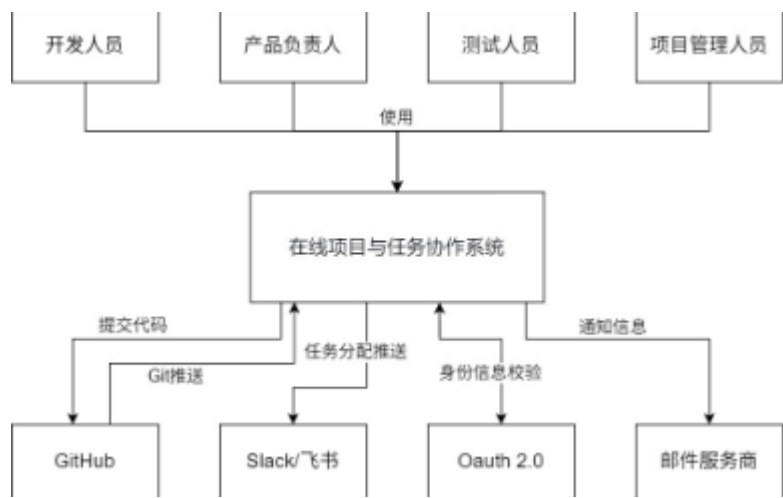 开发人员
产品负责人
测试人员
项目管理人员
使用
在线项目与任务协作系统
提交代码
通知信息
任务分配推送
Git推送
身份信息校验
GitHub
Slack/飞书
Oauth 2.0
邮件服务商